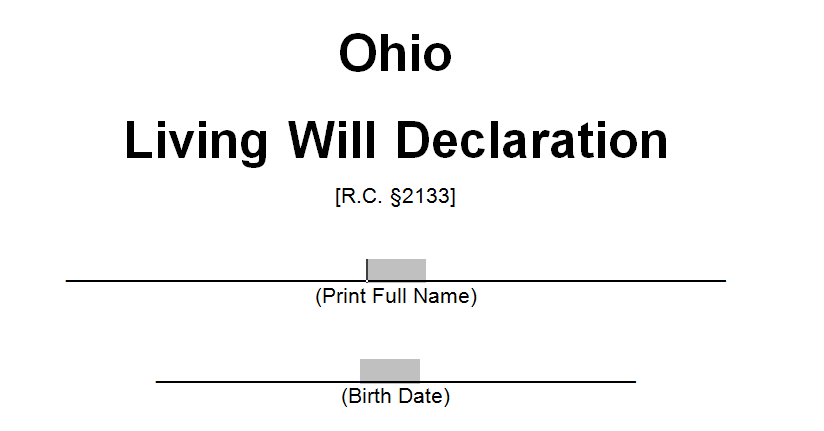 Ohio
Living Will Declaration
[R.C. §2133]
(Print Full Name)
(Birth Date)